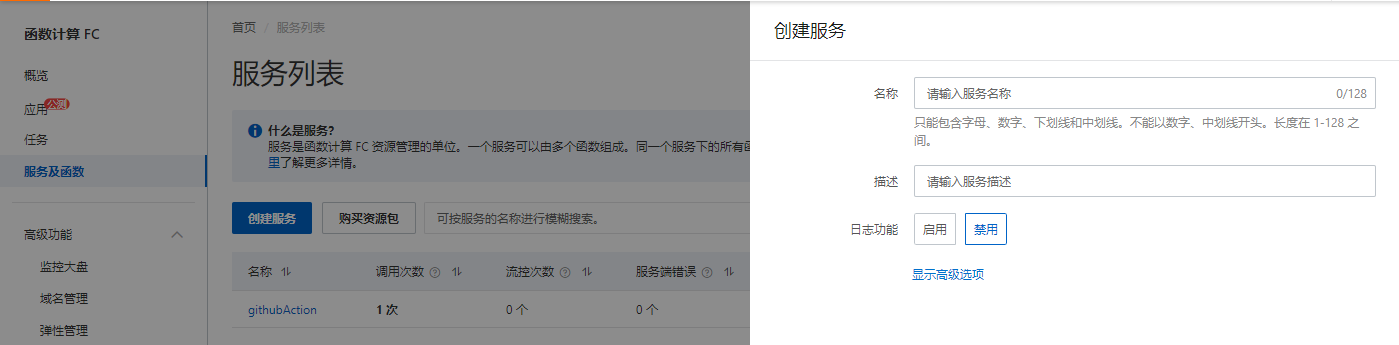 函数计算 FC
概览
应用 公测
任务
服务及函数
高级功能
监控大盘
域名管理
弹性管理
首页 / 服务列表
服务列表
什么是服务?
服务是函数计算 FC 资源管理的单位。一个服务可以由多个函数组成。同一个服务下的所有函
里了解更多详情。
创建服务 购买资源包 可按服务的名称进行模糊搜索。
名称 调用次数 流控次数 服务端错误
githubAction 1 次 0 个 0 个
创建服务
名称 请输入服务名称 0/128
只能包含字母、数字、下划线和中划线。不能以数字、中划线开头。长度在 1-128 之
间。
描述 请输入服务描述
日志功能 启用 禁用
显示高级选项